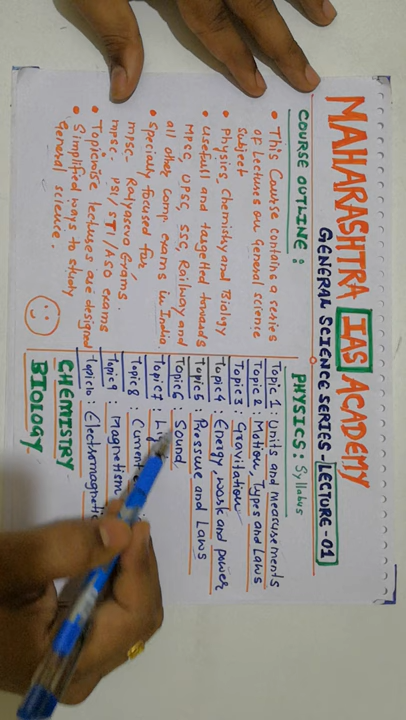 MAHARASHTRA IAS ACADEMY
GENERAL SCIENCE SERIES - LECTURE - 01
COURSE OUTLINE :
• This Course contains a series
of Lectures on General science
subject
• Physics, Chemistry and Biology
• Usefull and targetted towards
MPCC, UPSC, SSC, Railway and
all other comp exams in India
• Specially focused for
mpsc- Rajyaseva Exams.
mpsc- PSI/STI/ASO exams
• Topicwise lectures are designed
• Simplified ways to study
General science.
PHYSICS : Syllabus
Topic 1 : Units and measurements
Topic 2 : Motion, Types and Laws
Topic 3 : Gravitation
Topic 4 : Energy, work and power
Topic 5 : Pressure and Laws
Topic 6 : Sound
Topic 7 :
Topic 8 : Current
Topic 9 : Magnetism
Topic 10 :
CHEMISTRY
BIOLOGY